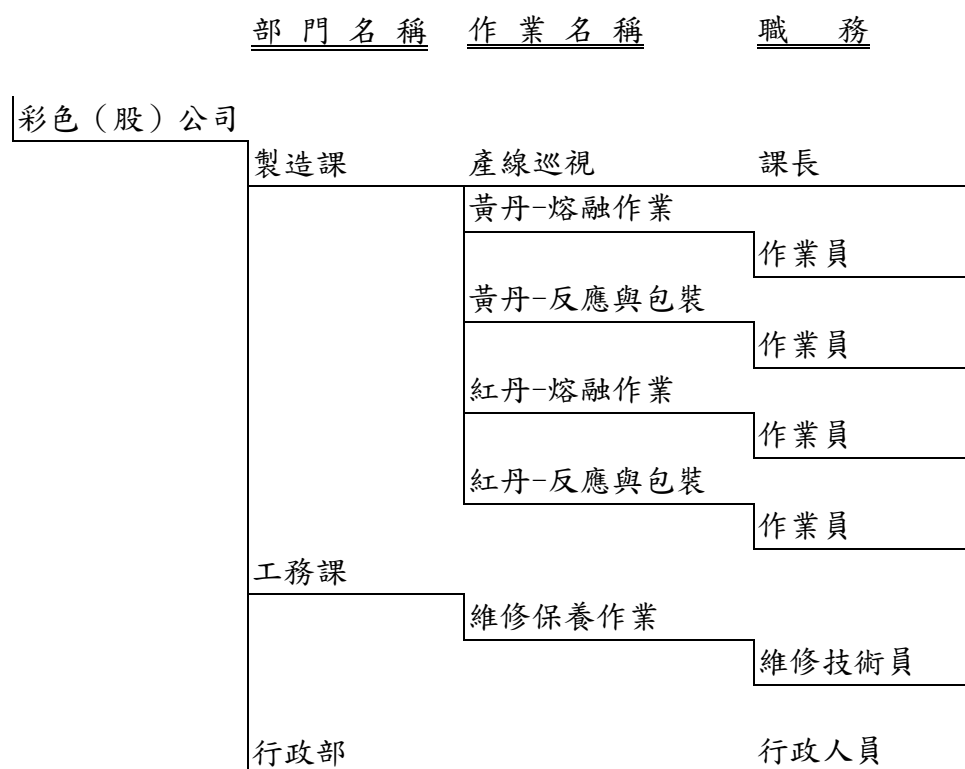 部門名稱 作業名稱 職務
彩色（股）公司
製造課 產線巡視 課長
黃丹-熔融作業
作業員
黃丹-反應與包裝
作業員
紅丹-熔融作業
作業員
紅丹-反應與包裝
作業員
工務課
維修保養作業
維修技術員
行政部 行政人員